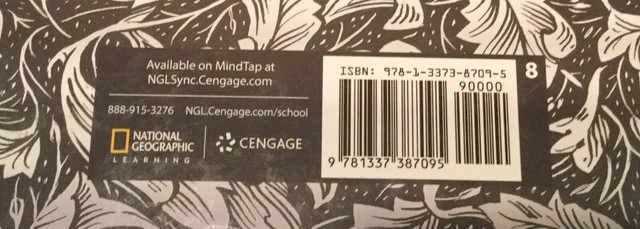 Available on MindTap at
NGLSync.Cengage.com
888-915-3276 NGL.Cengage.com/school
NATIONAL
GEOGRAPHIC
LEARNING
CENGAGE
ISBN: 978-1-3373-8709-5
90000
9 781337 387095
8